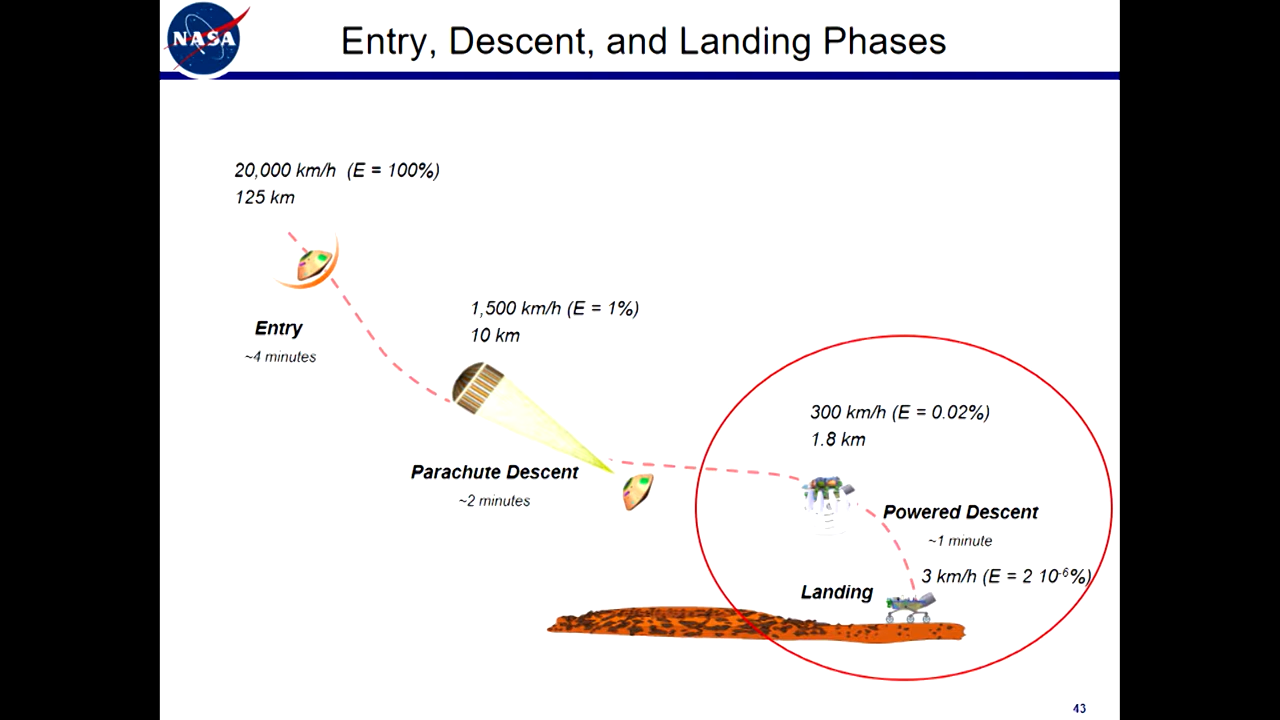 NASA
Entry, Descent, and Landing Phases
20,000 km/h (E = 100%)
125 km
Entry
~4 minutes
1,500 km/h (E = 1%)
10 km
Parachute Descent
~2 minutes
300 km/h (E = 0.02%)
1.8 km
Powered Descent
~1 minute
3 km/h (E = 2 10⁻⁶%)
Landing
43